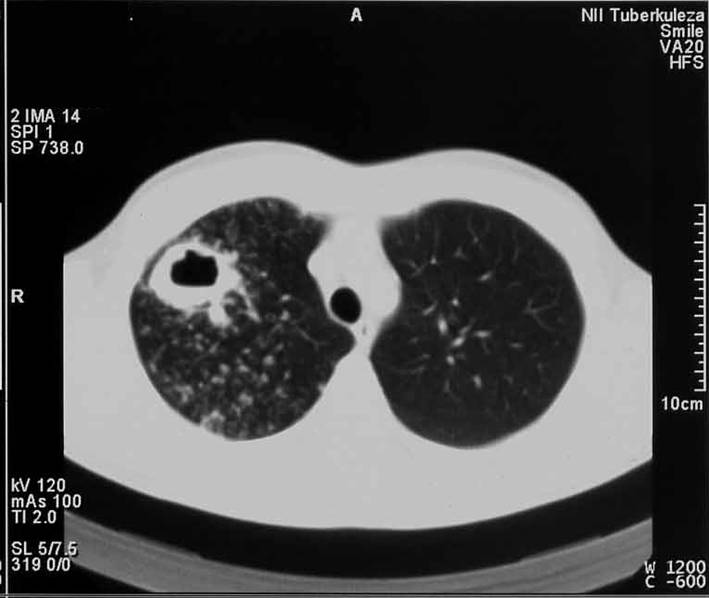 A
NII Tuberkuleza
Smile
VA20
HFS
2 IMA 14
SPI 1
SP 738.0
R
10cm
kV 120
mAs 100
TI 2.0
SL 5/7.5
319 0/0
W 1200
C -600